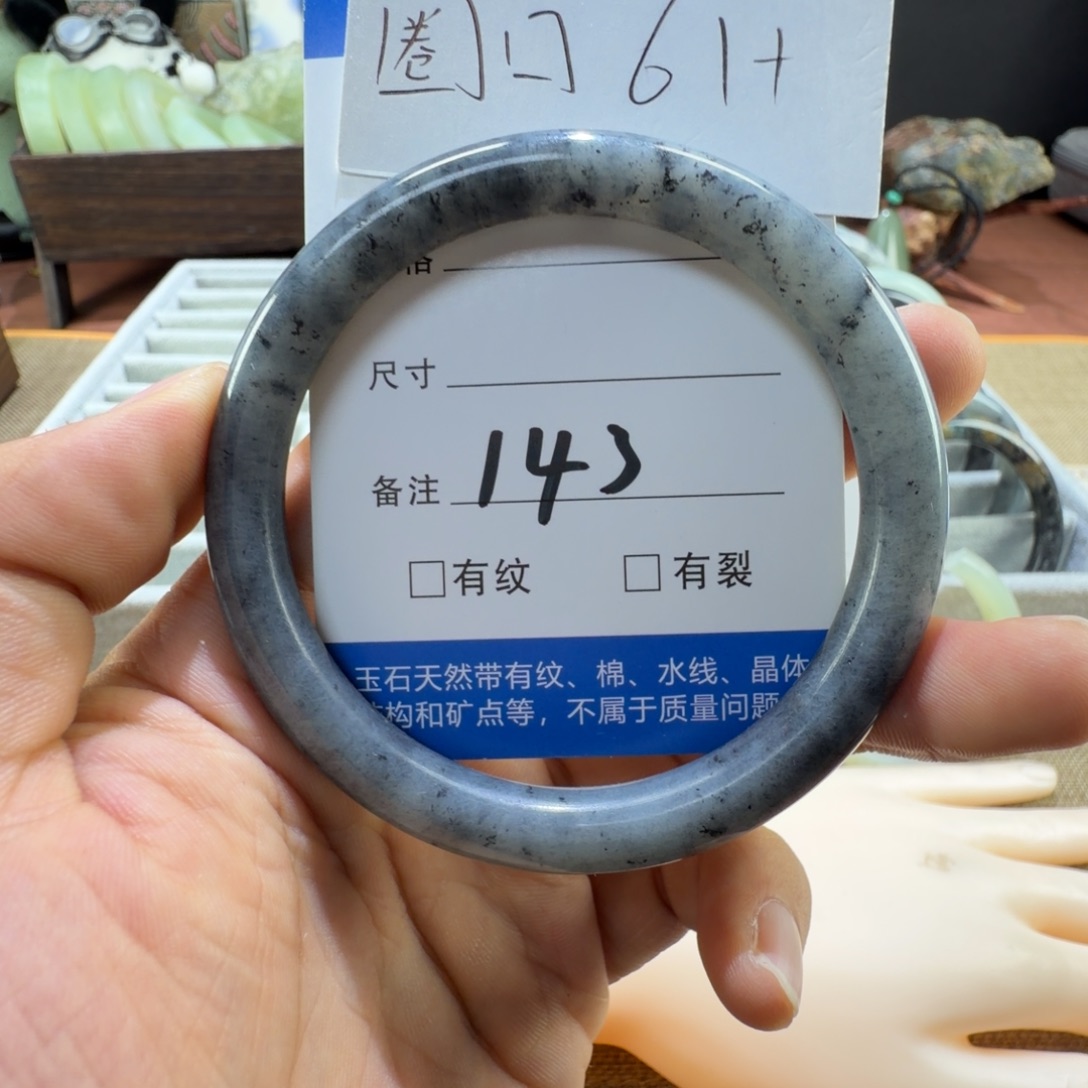 圈口61+
格
尺寸
备注 143
□有纹 □有裂
玉石天然带有纹、棉、水线、晶体
构和矿点等，不属于质量问题